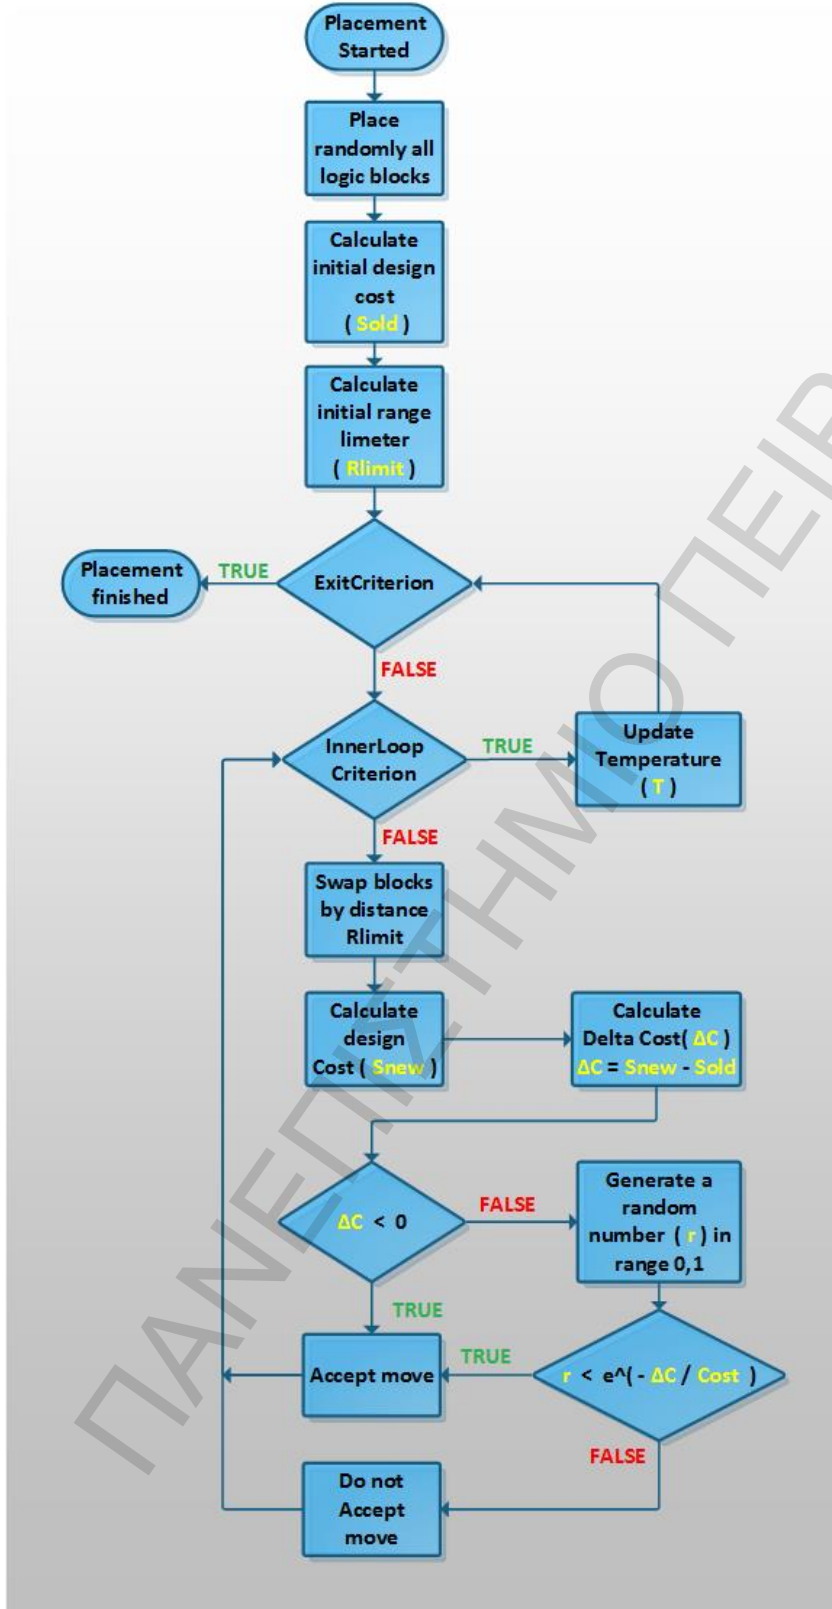 Placement
Started
Place
randomly all
logic blocks
Calculate
initial design
cost
( Sold )
Calculate
initial range
limeter
( Rlimit )
ExitCriterion
TRUE
Placement
finished
FALSE
InnerLoop
Criterion
TRUE
Update
Temperature
( T )
FALSE
Swap blocks
by distance
Rlimit
Calculate
design
Cost ( Snew )
Calculate
Delta Cost( ΔC )
ΔC = Snew - Sold
ΔC < 0
FALSE
Generate a
random
number ( r ) in
range 0,1
TRUE
Accept move
TRUE
r < e^( - ΔC / Cost )
FALSE
Do not
Accept
move
ΠΑΝΕΠΙΣΤΗΜΙΟ ΠΕΙΡ